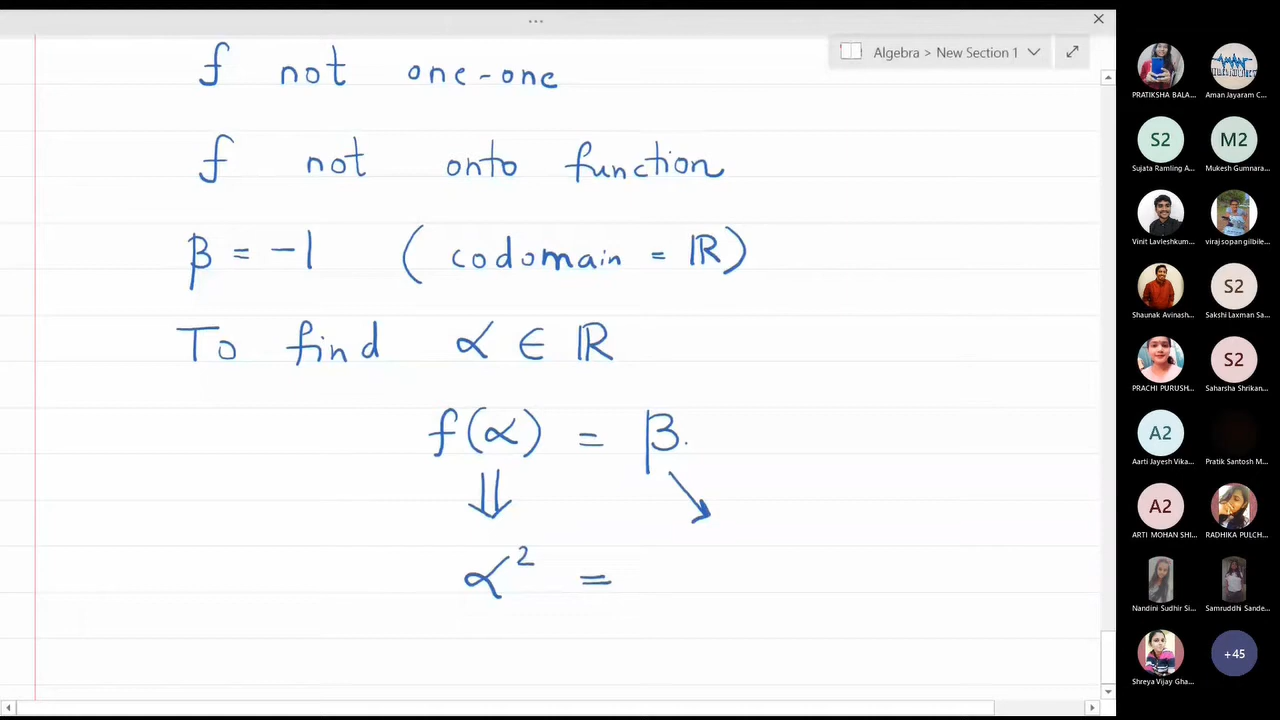 Algebra > New Section 1
f not one-one
f not onto function
β = -1 ( codomain = ℝ )
To find α ∈ ℝ
f(α) = β.
⇓ ↘
α² =
PRATIKSHA BALA... Aman Jayaram C...
S2 M2
Sujata Ramling A... Mukesh Gumnara...
Vinit Lavleshkum... viraj sopan gilbile...
S2
Shaunak Avinash... Sakshi Laxman Sa...
S2
PRACHI PURUSH... Saharsha Shrikan...
A2
Aarti Jayesh Vika... Pratik Santosh M...
A2
ARTI MOHAN SHI... RADHIKA PULCH...
Nandini Sudhir Si... Samruddhi Sande...
+45
Shreya Vijay Gha...